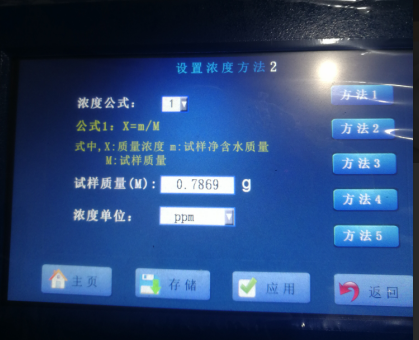 设置浓度方法2
浓度公式： 1
方法1
公式1: X=m/M
方法2
式中,X:质量浓度 m:试样净含水质量
M:试样质量
方法3
试样质量(M): 0.7869 g
方法4
浓度单位： ppm
方法5
主页
存储
应用
返回